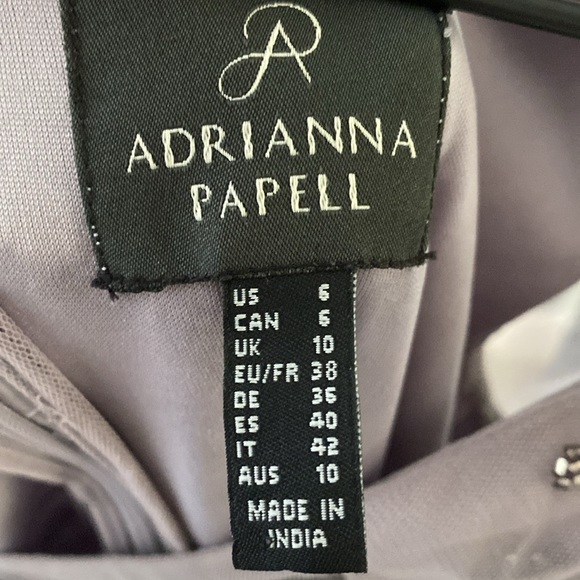 AP
ADRIANNA
PAPELL
US 6
CAN 6
UK 10
EU/FR 38
DE 36
ES 40
IT 42
AUS 10
MADE IN
INDIA